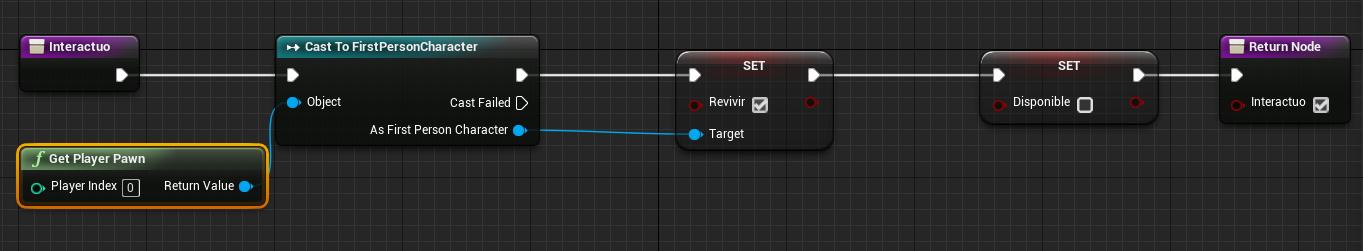 Interactuo
Cast To FirstPersonCharacter
Object
Cast Failed
As First Person Character
SET
Revivir
Target
SET
Disponible
Return Node
Interactuo
f Get Player Pawn
Player Index 0 Return Value